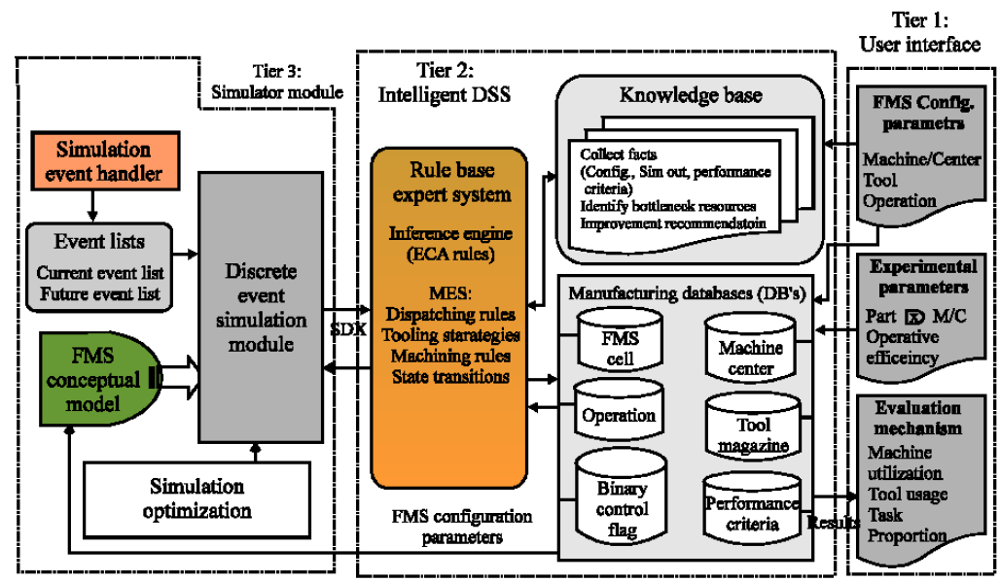 Tier 1:
User interface
Tier 3:
Simulator module
Tier 2:
Intelligent DSS
Simulation
event handler
Event lists
Current event list
Future event list
FMS
conceptual
model
Discrete
event
simulation
module
Simulation
optimization
SDX
Rule base
expert system
Inference engine
(ECA rules)
MES:
Dispatching rules
Tooling starategies
Machining rules
State transitions
FMS configuration
parameters
Knowledge base
Collect facts
(Config., Sim out, performance
criteria)
Identify bottleneck resources
Improvement recommendatoin
Manufacturing databases (DB's)
FMS
cell
Machine
center
Operation
Tool
magazine
Binary
control
flag
Performance
criteria
Results
FMS Config.
parametrs
Machine/Center
Tool
Operation
Experimental
parameters
Part x M/C
Operative
efficeincy
Evaluation
mechanism
Machine
utilization
Tool usage
Task
Proportion